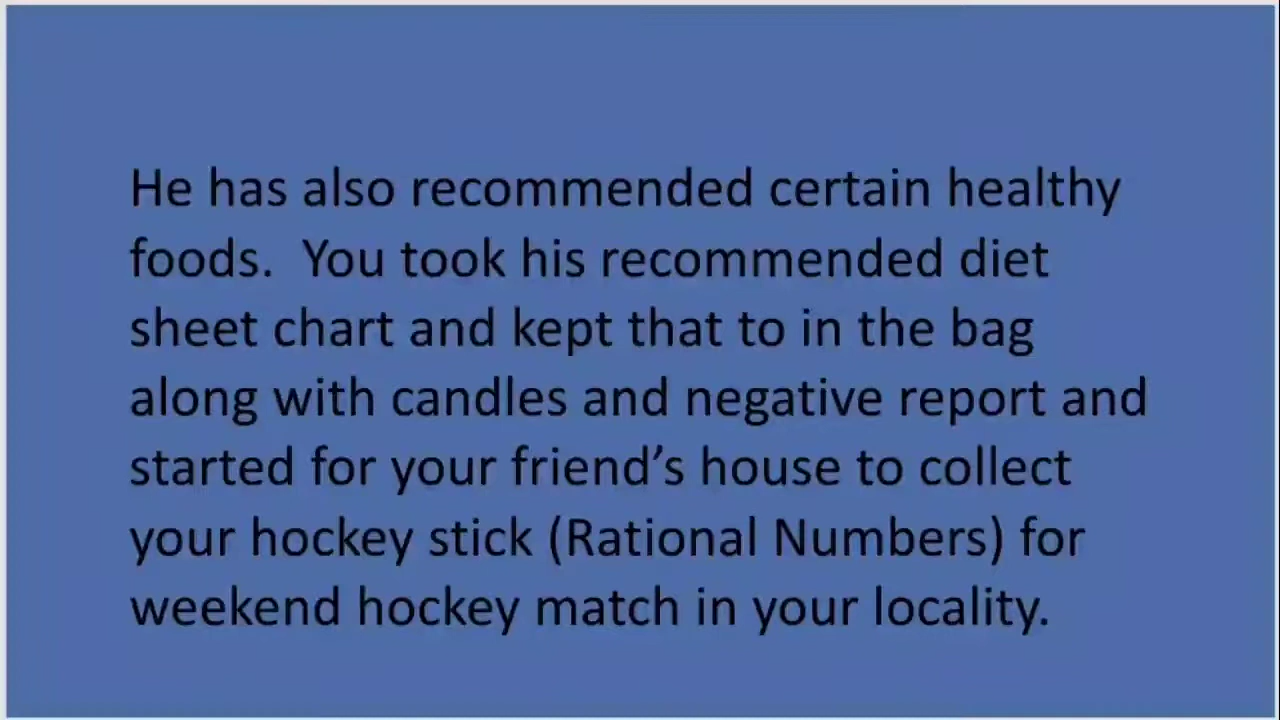 He has also recommended certain healthy
foods.  You took his recommended diet
sheet chart and kept that to in the bag
along with candles and negative report and
started for your friend’s house to collect
your hockey stick (Rational Numbers) for
weekend hockey match in your locality.